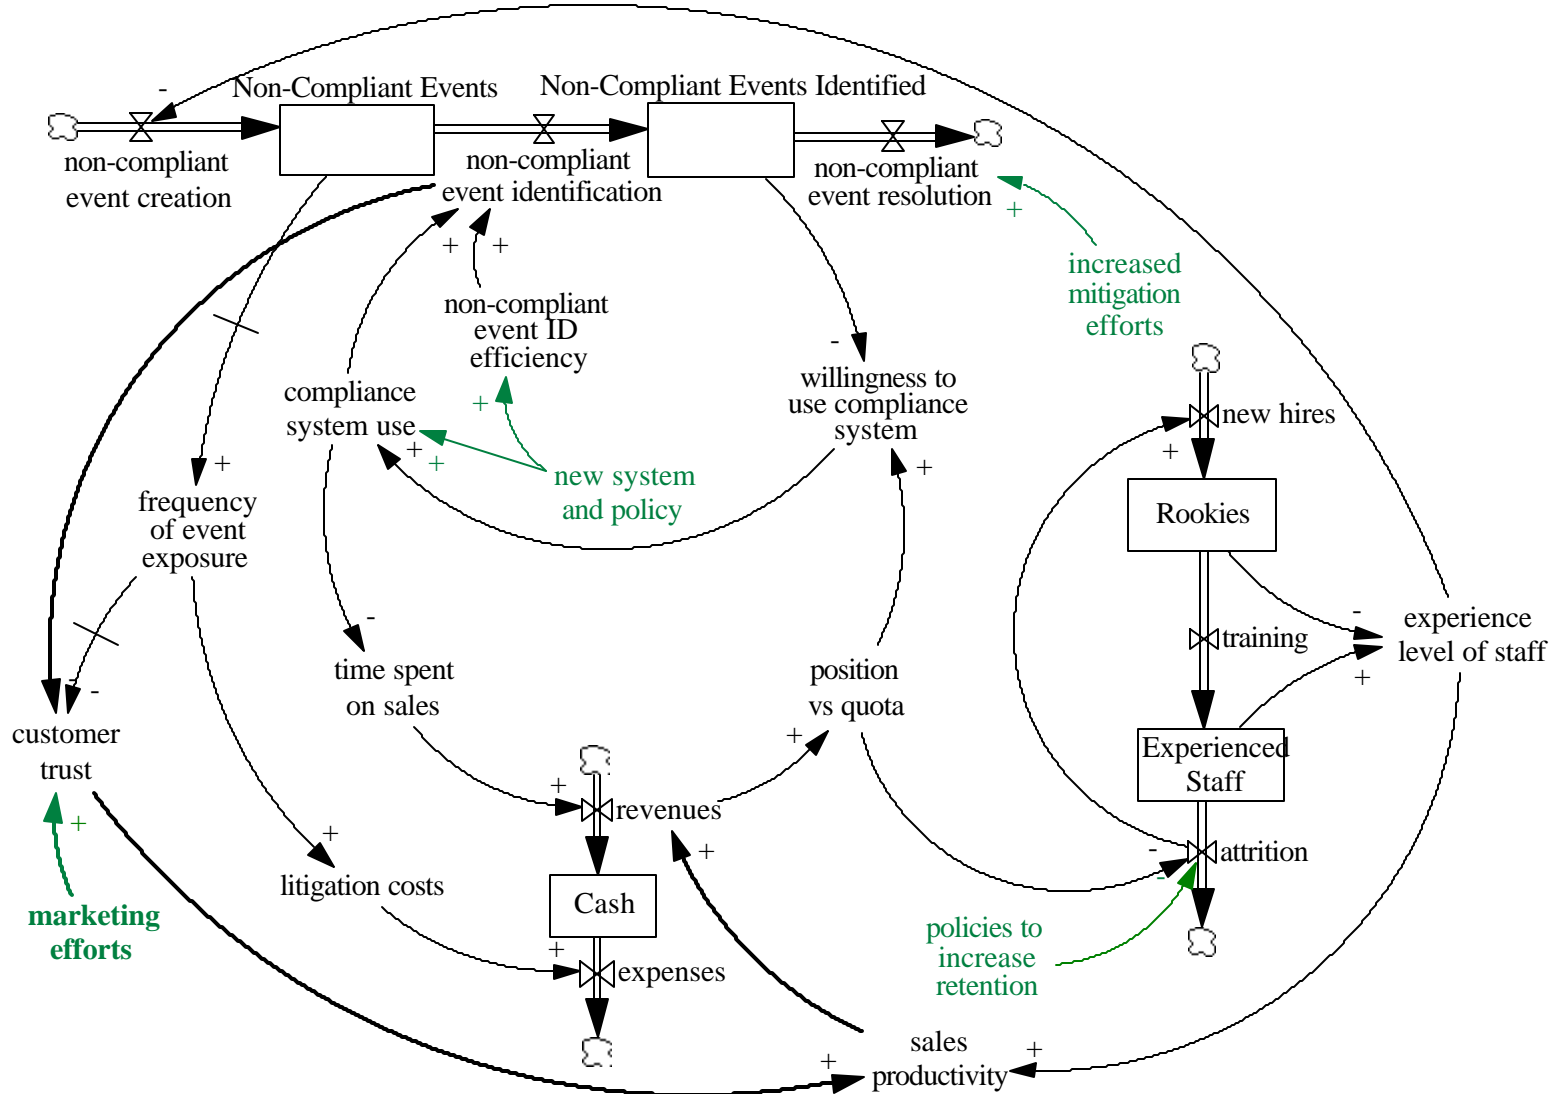 -
Non-Compliant Events
Non-Compliant Events Identified
non-compliant
event creation
non-compliant
event identification
non-compliant
event resolution
+
+
+
increased
mitigation
efforts
non-compliant
event ID
efficiency
-
willingness to
use compliance
system
compliance
system use
+
+
+
new system
and policy
+
new hires
+
Rookies
+
frequency
of event
exposure
-
training
experience
level of staff
+
-
time spent
on sales
position
vs quota
-
-
customer
trust
+
Experienced
Staff
+
revenues
+
+
+
-
attrition
-
litigation costs
Cash
marketing
efforts
policies to
increase
retention
+
expenses
sales
productivity
+
+